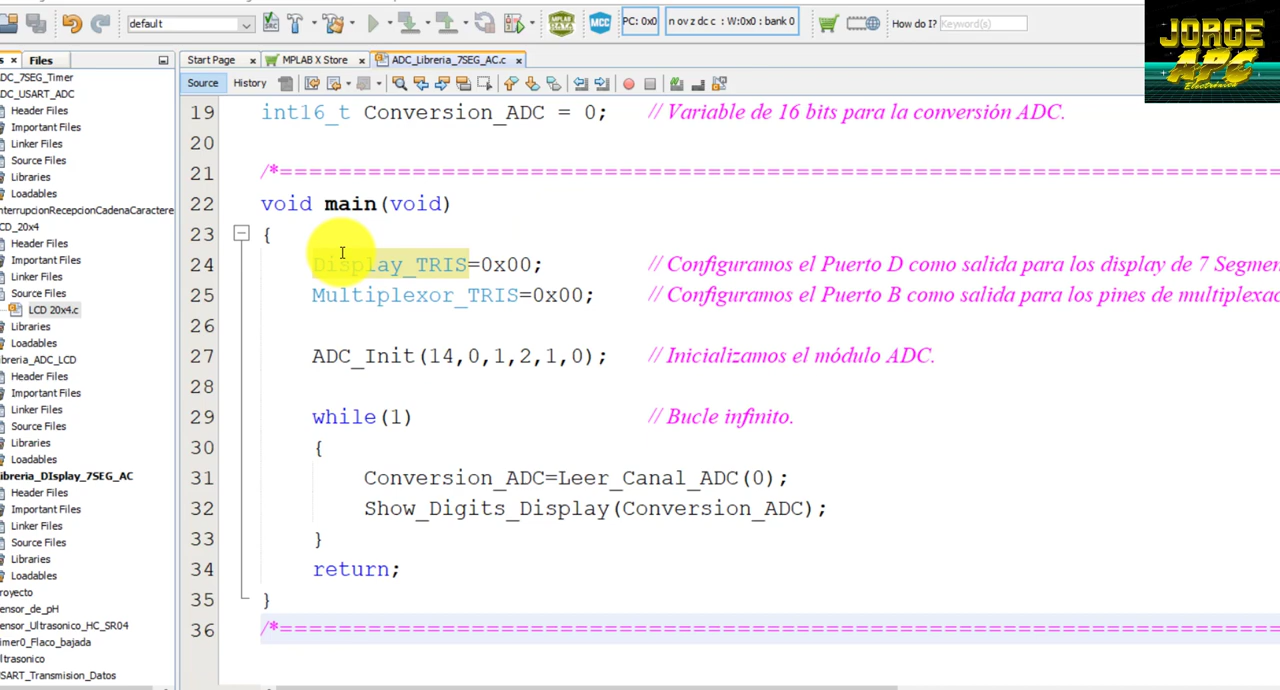 default
PC: 0x0
n ov z dc c : W:0x0 : bank 0
How do I?
Keyword(s)
JORGE
APC
Electrónica
Files
Start Page
MPLAB X Store
ADC_Libreria_7SEG_AC.c
Source
History
DC_7SEG_Timer
DC_USART_ADC
Header Files
Important Files
Linker Files
Source Files
Libraries
Loadables
nterrupcionRecepcionCadenaCaractere
CD_20x4
Header Files
Important Files
Linker Files
Source Files
LCD 20x4.c
Libraries
Loadables
ibreria_ADC_LCD
Header Files
Important Files
Linker Files
Source Files
Libraries
Loadables
ibreria_DIsplay_7SEG_AC
Header Files
Important Files
Linker Files
Source Files
Libraries
Loadables
royecto
ensor_de_pH
ensor_Ultrasonico_HC_SR04
imer0_Flaco_bajada
ltrasonico
SART_Transmision_Datos
19 int16_t Conversion_ADC = 0; // Variable de 16 bits para la conversión ADC.
20
21 /*==========================================================
22 void main(void)
23 {
24 Display_TRIS=0x00; // Configuramos el Puerto D como salida para los display de 7 Segmen
25 Multiplexor_TRIS=0x00; // Configuramos el Puerto B como salida para los pines de multiplexac
26
27 ADC_Init(14,0,1,2,1,0); // Inicializamos el módulo ADC.
28
29 while(1) // Bucle infinito.
30 {
31 Conversion_ADC=Leer_Canal_ADC(0);
32 Show_Digits_Display(Conversion_ADC);
33 }
34 return;
35 }
36 /*==========================================================